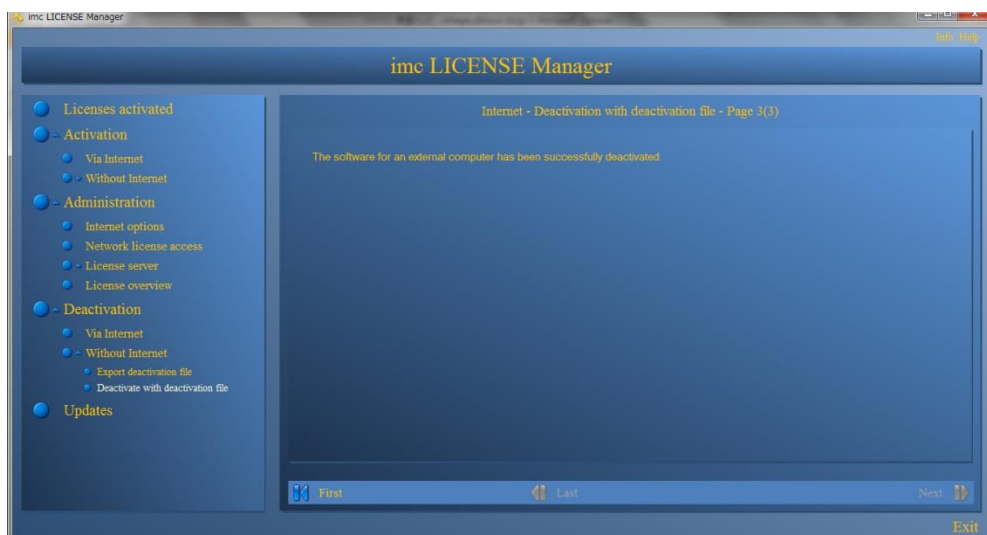 imc LICENSE Manager
Info Help
imc LICENSE Manager
Licenses activated
Activation
Via Internet
Without Internet
Administration
Internet options
Network license access
License server
License overview
Deactivation
Via Internet
Without Internet
Export deactivation file
Deactivate with deactivation file
Updates
Internet - Deactivation with deactivation file - Page 3(3)
The software for an external computer has been successfully deactivated.
First
Last
Next
Exit